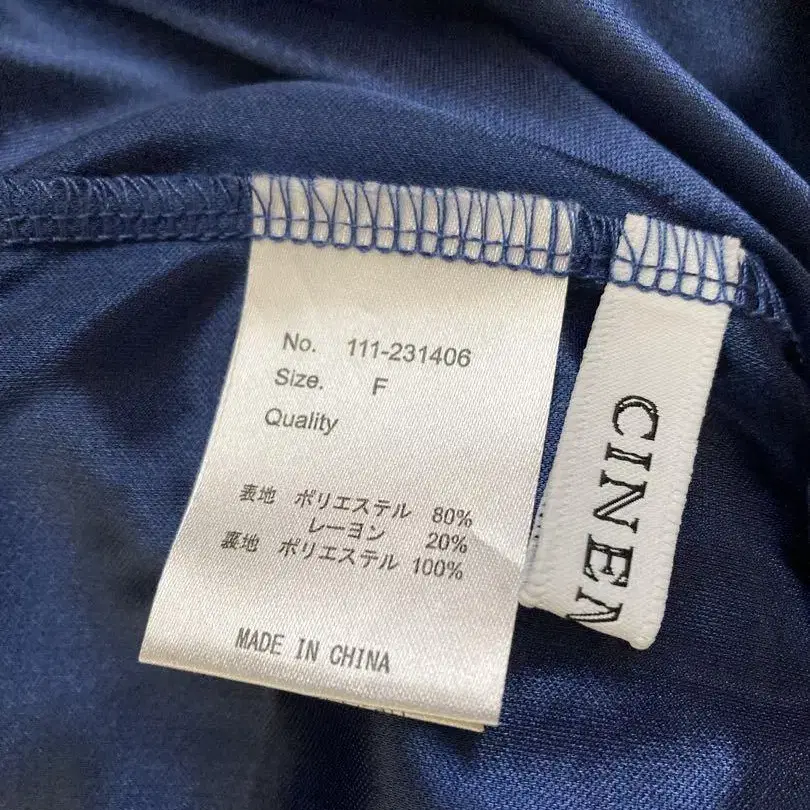 No. 111-231406
Size. F
Quality
表地 ポリエステル 80%
レーヨン 20%
裏地 ポリエステル 100%
MADE IN CHINA
CINEM